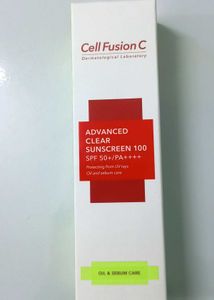 Cell Fusion C
Dermatological Laboratory
ADVANCED
CLEAR
SUNSCREEN 100
SPF 50+/PA++++
Protecting from UV rays
Oil and sebum care
OIL & SEBUM CARE